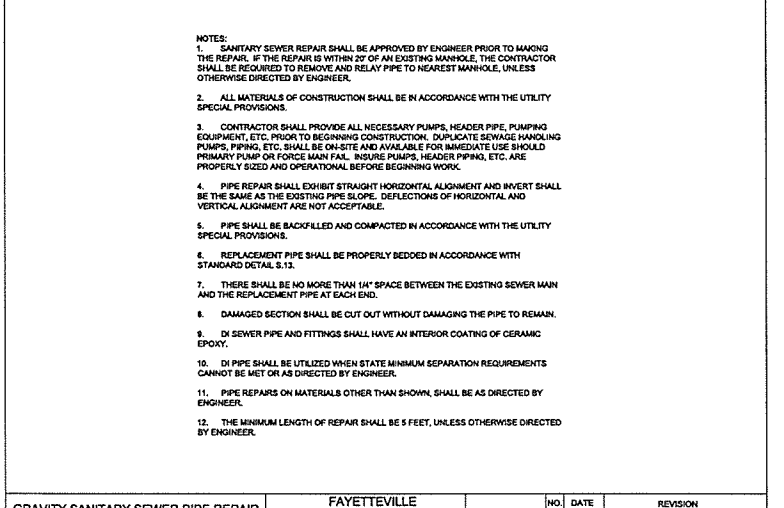 NOTES:
1. SANITARY SEWER REPAIR SHALL BE APPROVED BY ENGINEER PRIOR TO MAKING
THE REPAIR. IF THE REPAIR IS WITHIN 20' OF AN EXISTING MANHOLE, THE CONTRACTOR
SHALL BE REQUIRED TO REMOVE AND RELAY PIPE TO NEAREST MANHOLE, UNLESS
OTHERWISE DIRECTED BY ENGINEER.
2. ALL MATERIALS OF CONSTRUCTION SHALL BE IN ACCORDANCE WITH THE UTILITY
SPECIAL PROVISIONS.
3. CONTRACTOR SHALL PROVIDE ALL NECESSARY PUMPS, HEADER PIPE, PUMPING
EQUIPMENT, ETC. PRIOR TO BEGINNING CONSTRUCTION. DUPLICATE SEWAGE HANDLING
PUMPS, PIPING, ETC. SHALL BE ON-SITE AND AVAILABLE FOR IMMEDIATE USE SHOULD
PRIMARY PUMP OR FORCE MAIN FAIL. INSURE PUMPS, HEADER PIPING, ETC. ARE
PROPERLY SIZED AND OPERATIONAL BEFORE BEGINNING WORK.
4. PIPE REPAIR SHALL EXHIBIT STRAIGHT HORIZONTAL ALIGNMENT AND INVERT SHALL
BE THE SAME AS THE EXISTING PIPE SLOPE. DEFLECTIONS OF HORIZONTAL AND
VERTICAL ALIGNMENT ARE NOT ACCEPTABLE.
5. PIPE SHALL BE BACKFILLED AND COMPACTED IN ACCORDANCE WITH THE UTILITY
SPECIAL PROVISIONS.
6. REPLACEMENT PIPE SHALL BE PROPERLY BEDDED IN ACCORDANCE WITH
STANDARD DETAIL S.13.
7. THERE SHALL BE NO MORE THAN 1/4" SPACE BETWEEN THE EXISTING SEWER MAIN
AND THE REPLACEMENT PIPE AT EACH END.
8. DAMAGED SECTION SHALL BE CUT OUT WITHOUT DAMAGING THE PIPE TO REMAIN.
9. DI SEWER PIPE AND FITTINGS SHALL HAVE AN INTERIOR COATING OF CERAMIC
EPOXY.
10. DI PIPE SHALL BE UTILIZED WHEN STATE MINIMUM SEPARATION REQUIREMENTS
CANNOT BE MET OR AS DIRECTED BY ENGINEER.
11. PIPE REPAIRS ON MATERIALS OTHER THAN SHOWN, SHALL BE AS DIRECTED BY
ENGINEER.
12. THE MINIMUM LENGTH OF REPAIR SHALL BE 5 FEET, UNLESS OTHERWISE DIRECTED
BY ENGINEER.
GRAVITY SANITARY SEWER PIPE REPAIR FAYETTEVILLE NO. DATE REVISION